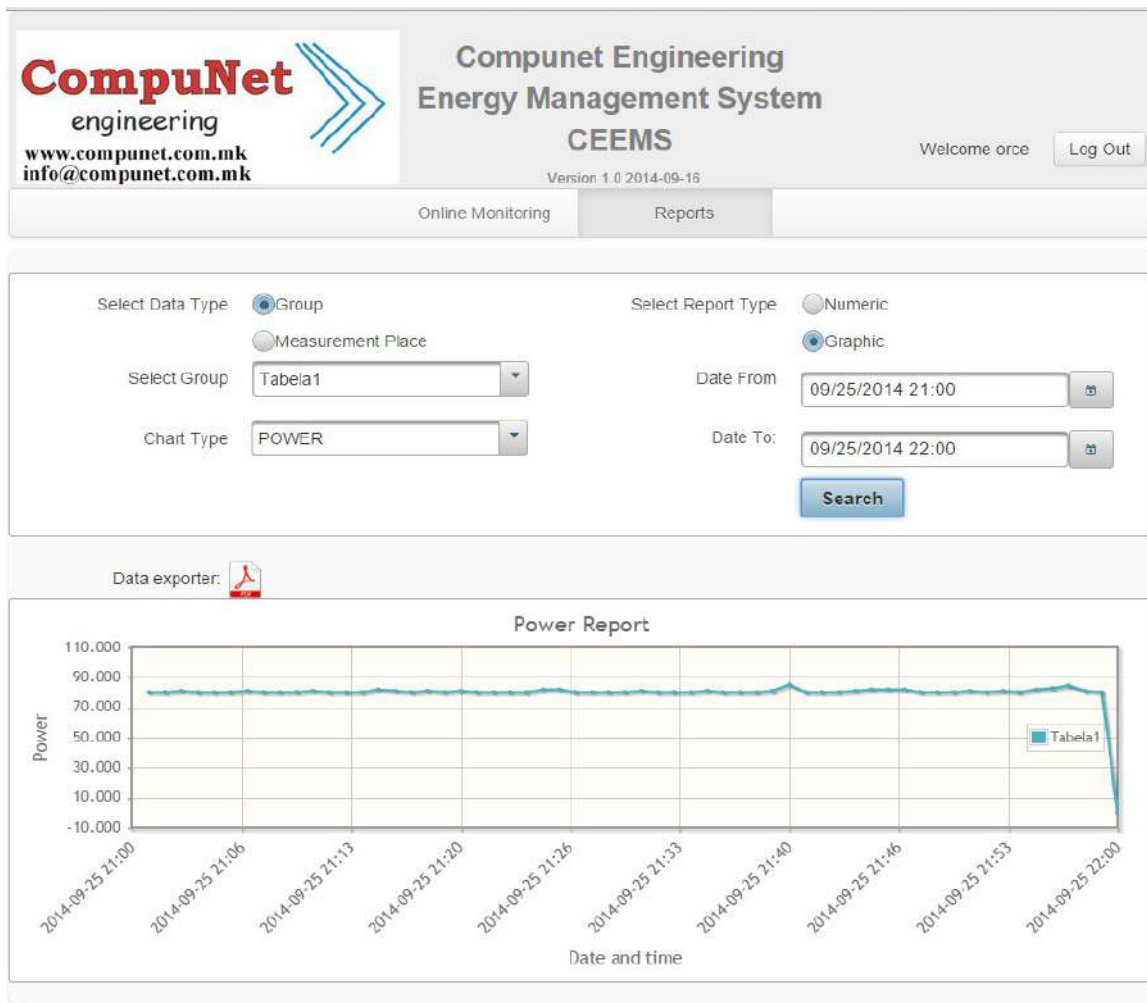 CompuNet
engineering
www.compunet.com.mk
info@compunet.com.mk
Compunet Engineering
Energy Management System
CEEMS
Version 1.0 2014-09-16
Welcome orce
Log Out
Online Monitoring
Reports
Select Data Type
Group
Measurement Place
Select Group
Tabela1
Chart Type
POWER
Select Report Type
Numeric
Graphic
Date From
09/25/2014 21:00
Date To:
09/25/2014 22:00
Search
Data exporter:
PDF
Power Report
110.000
90.000
70.000
50.000
30.000
10.000
-10.000
Power
Tabela1
2014-09-25 21:00
2014-09-25 21:06
2014-09-25 21:13
2014-09-25 21:20
2014-09-25 21:26
2014-09-25 21:33
2014-09-25 21:40
2014-09-25 21:46
2014-09-25 21:53
2014-09-25 22:00
Date and time